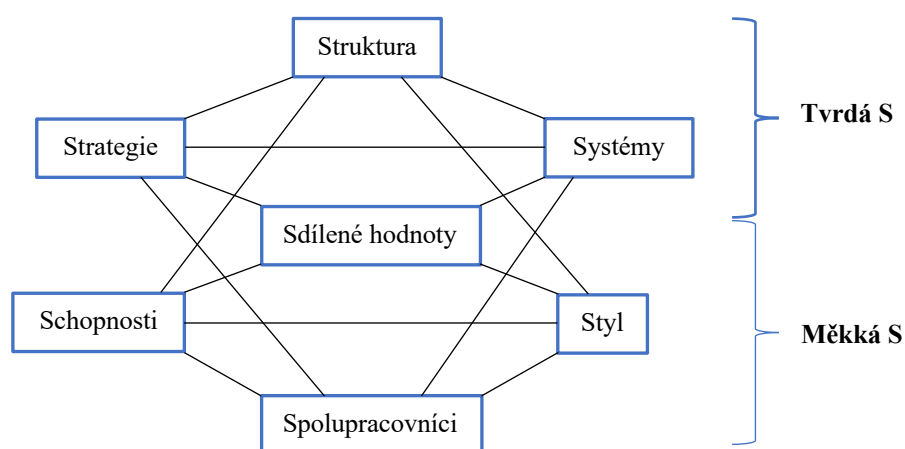 Struktura
Tvrdá S
Strategie
Systémy
Sdílené hodnoty
Schopnosti
Styl
Měkká S
Spolupracovníci